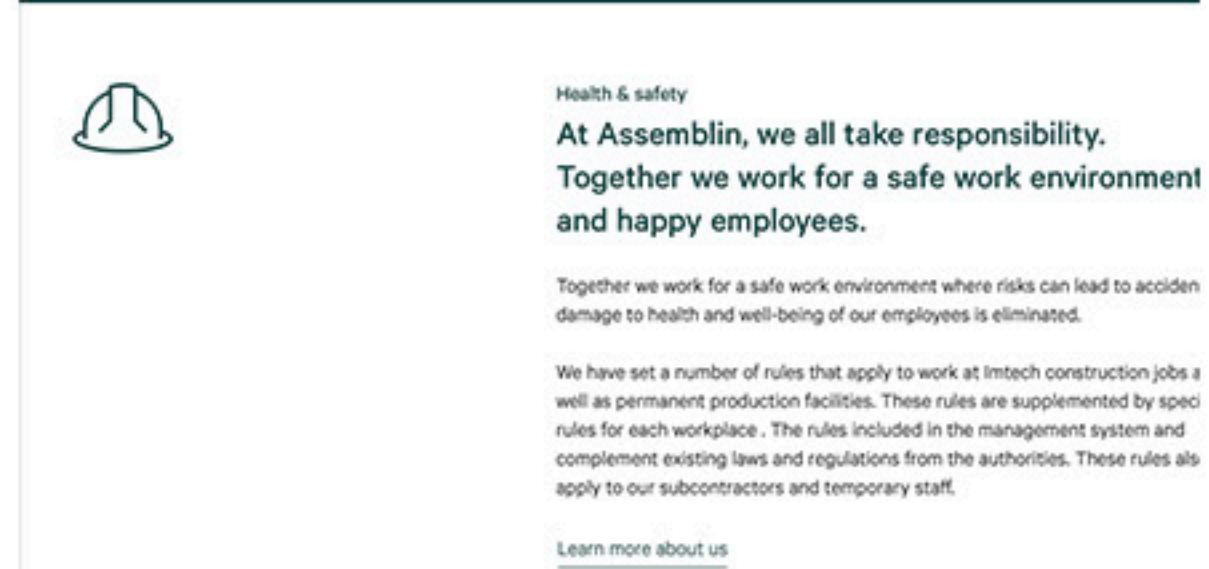 Health & safety
At Assemblin, we all take responsibility.
Together we work for a safe work environment
and happy employees.
Together we work for a safe work environment where risks can lead to acciden
damage to health and well-being of our employees is eliminated.
We have set a number of rules that apply to work at Imtech construction jobs a
well as permanent production facilities. These rules are supplemented by speci
rules for each workplace . The rules included in the management system and
complement existing laws and regulations from the authorities. These rules als
apply to our subcontractors and temporary staff.
Learn more about us